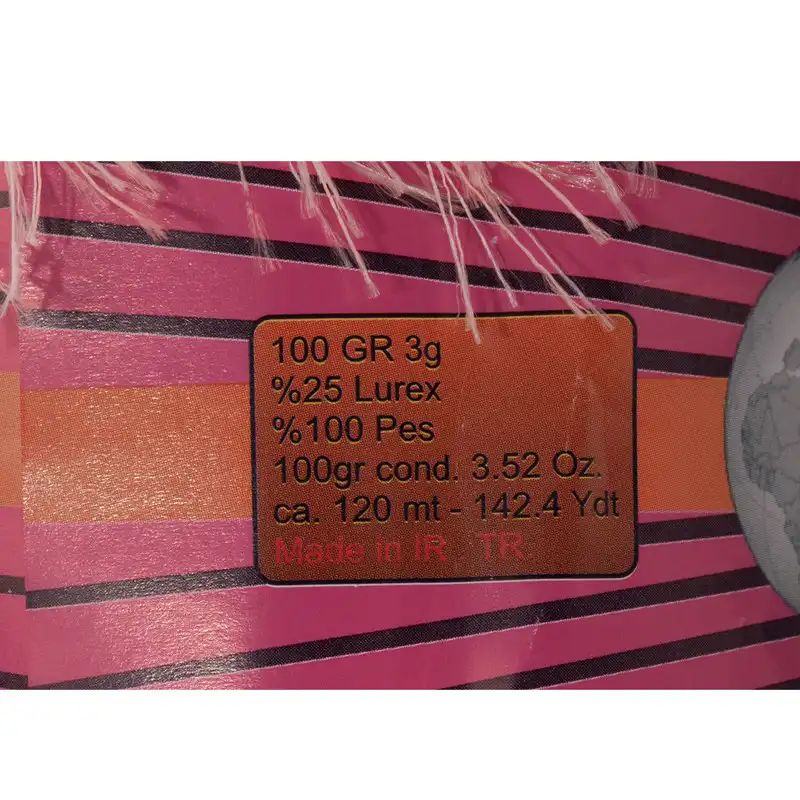 100 GR 3g
%25 Lurex
%100 Pes
100gr cond. 3.52 Oz.
ca. 120 mt - 142.4 Ydt
Made in IR TR